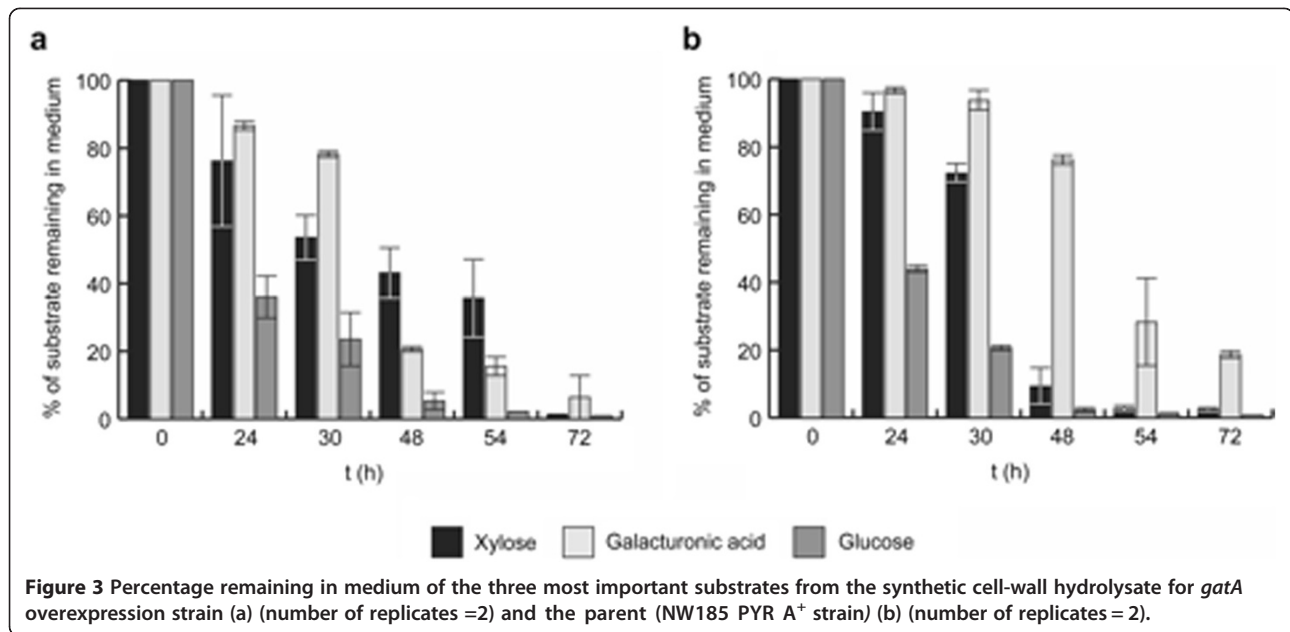 a
b
% of substrate remaining in medium
100
80
60
40
20
0
0 24 30 48 54 72
t (h)
% of substrate remaining in medium
100
80
60
40
20
0
0 24 30 48 54 72
t (h)
Xylose Galacturonic acid Glucose
Figure 3 Percentage remaining in medium of the three most important substrates from the synthetic cell-wall hydrolysate for gatA
overexpression strain (a) (number of replicates =2) and the parent (NW185 PYR A⁺ strain) (b) (number of replicates = 2).